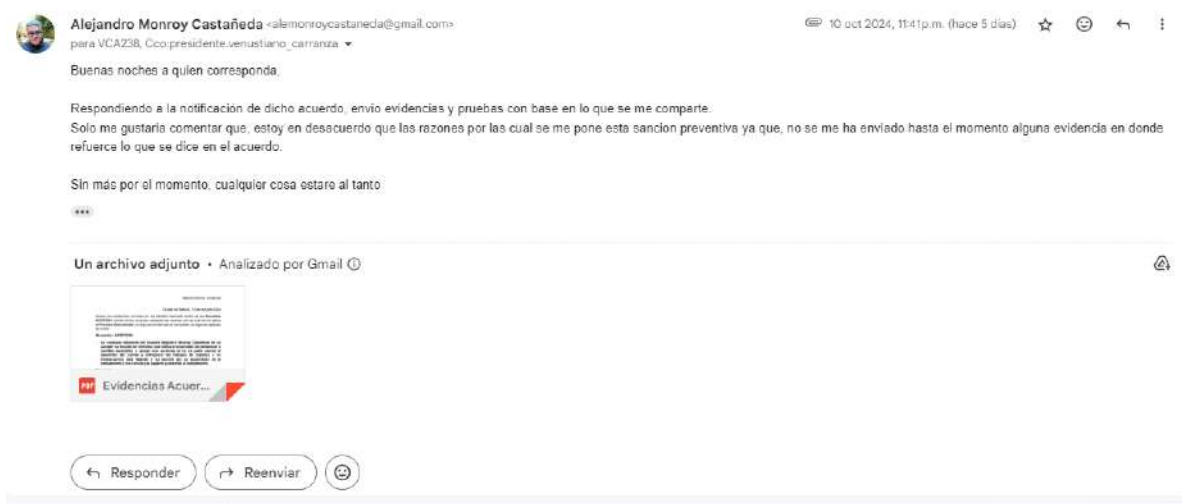 Alejandro Monroy Castañeda <alemonroycastaneda@gmail.com>
10 oct 2024, 11:41 p.m. (hace 5 días)
para VCA238, Cco:presidente.venustiano_carranza
Buenas noches a quien corresponda,
Respondiendo a la notificación de dicho acuerdo, envio evidencias y pruebas con base en lo que se me comparte.
Solo me gustaria comentar que, estoy en desacuerdo que las razones por las cual se me pone esta sancion preventiva ya que, no se me ha enviado hasta el momento alguna evidencia en donde
refuerce lo que se dice en el acuerdo.
Sin más por el momento, cualquier cosa estare al tanto
Un archivo adjunto • Analizado por Gmail
PDF Evidencias Acuer...
Responder
Reenviar